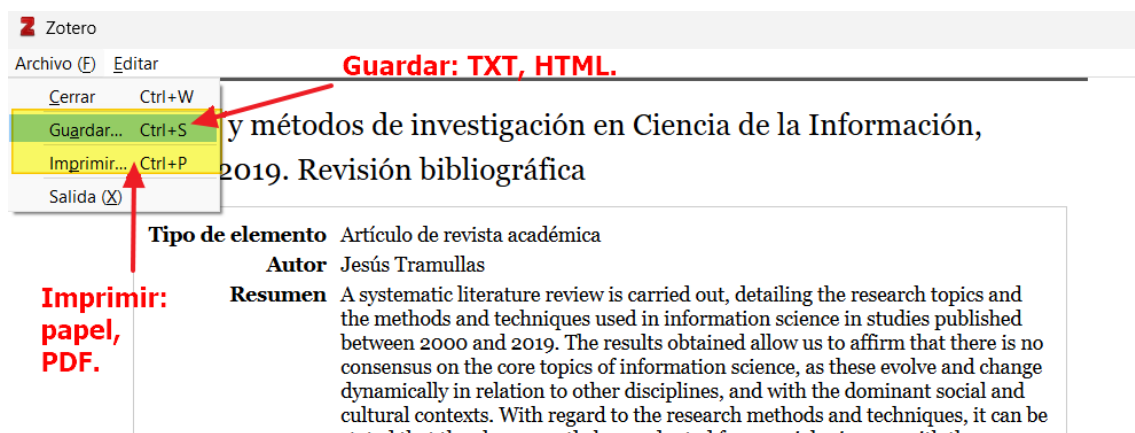 Zotero
Archivo (F) Editar
Guardar: TXT, HTML.
Cerrar Ctrl+W
Guardar... Ctrl+S
Imprimir... Ctrl+P
Salida (X)
y métodos de investigación en Ciencia de la Información,
2019. Revisión bibliográfica
Tipo de elemento Artículo de revista académica
Autor Jesús Tramullas
Imprimir:
papel,
PDF.
Resumen A systematic literature review is carried out, detailing the research topics and
the methods and techniques used in information science in studies published
between 2000 and 2019. The results obtained allow us to affirm that there is no
consensus on the core topics of information science, as these evolve and change
dynamically in relation to other disciplines, and with the dominant social and
cultural contexts. With regard to the research methods and techniques, it can be